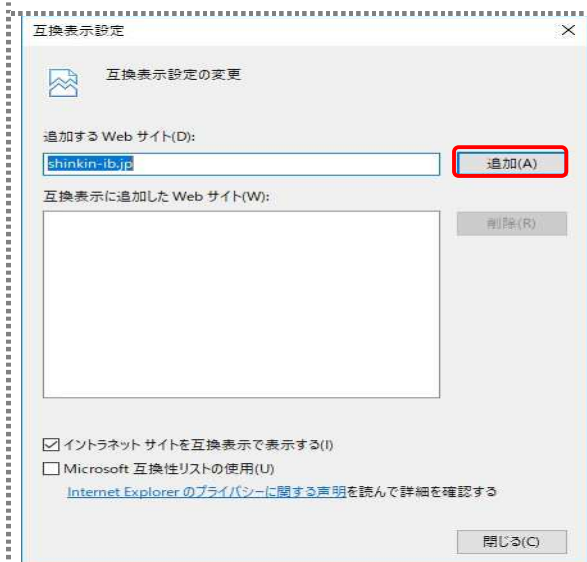 互換表示設定
互換表示設定の変更
追加する Web サイト(D):
shinkin-ib.jp
追加(A)
互換表示に追加した Web サイト(W):
削除(R)
イントラネット サイトを互換表示で表示する(I)
Microsoft 互換性リストの使用(U)
Internet Explorer のプライバシーに関する声明を読んで詳細を確認する
閉じる(C)